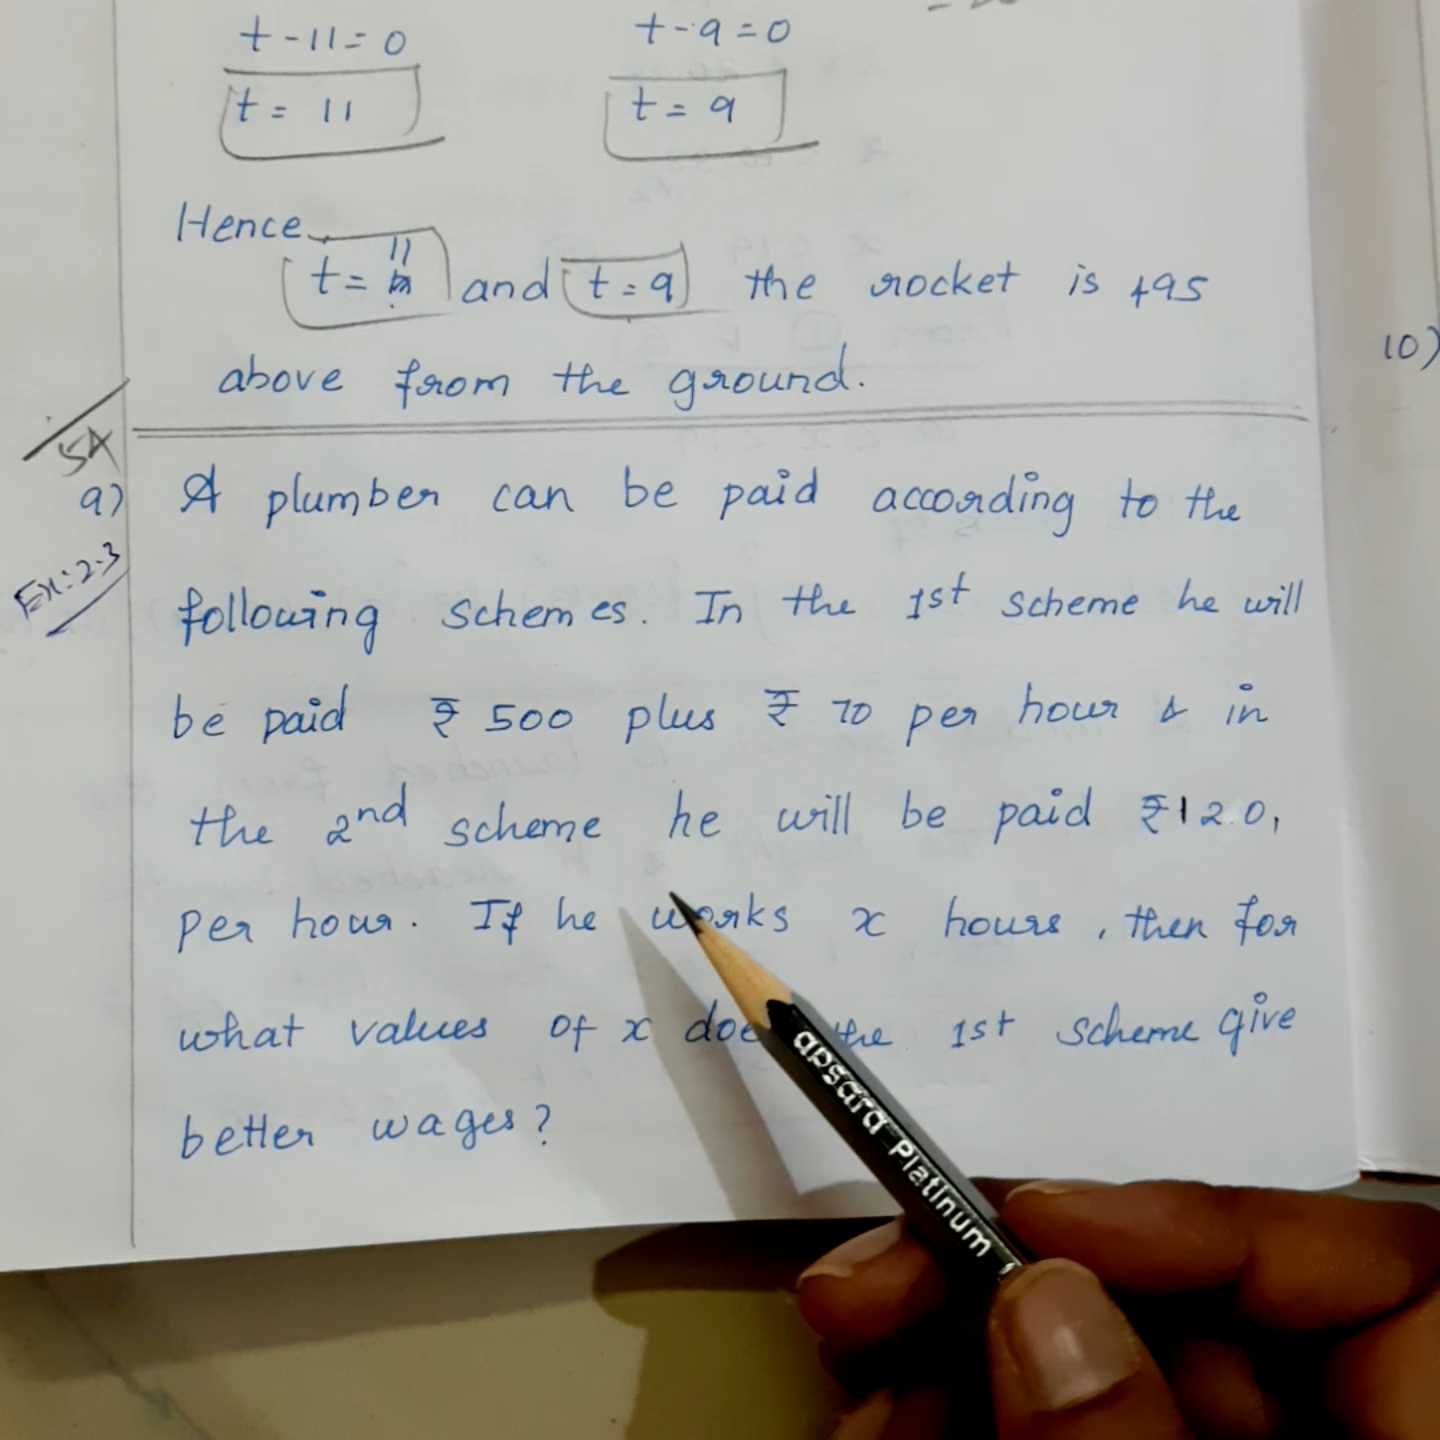 t - 11 = 0 t - 9 = 0
t = 11 t = 9
Hence
t = 11 and t = 9 the rocket is 495
above from the ground.
5A
9) A plumber can be paid according to the
Ex: 2.3
following schemes. In the 1st scheme he will
be paid ₹ 500 plus ₹ 70 per hour & in
the 2nd scheme he will be paid ₹120,
per hour. If he works x hours, then for
what values of x the 1st scheme give
better wages?
10)
apsara Platinum